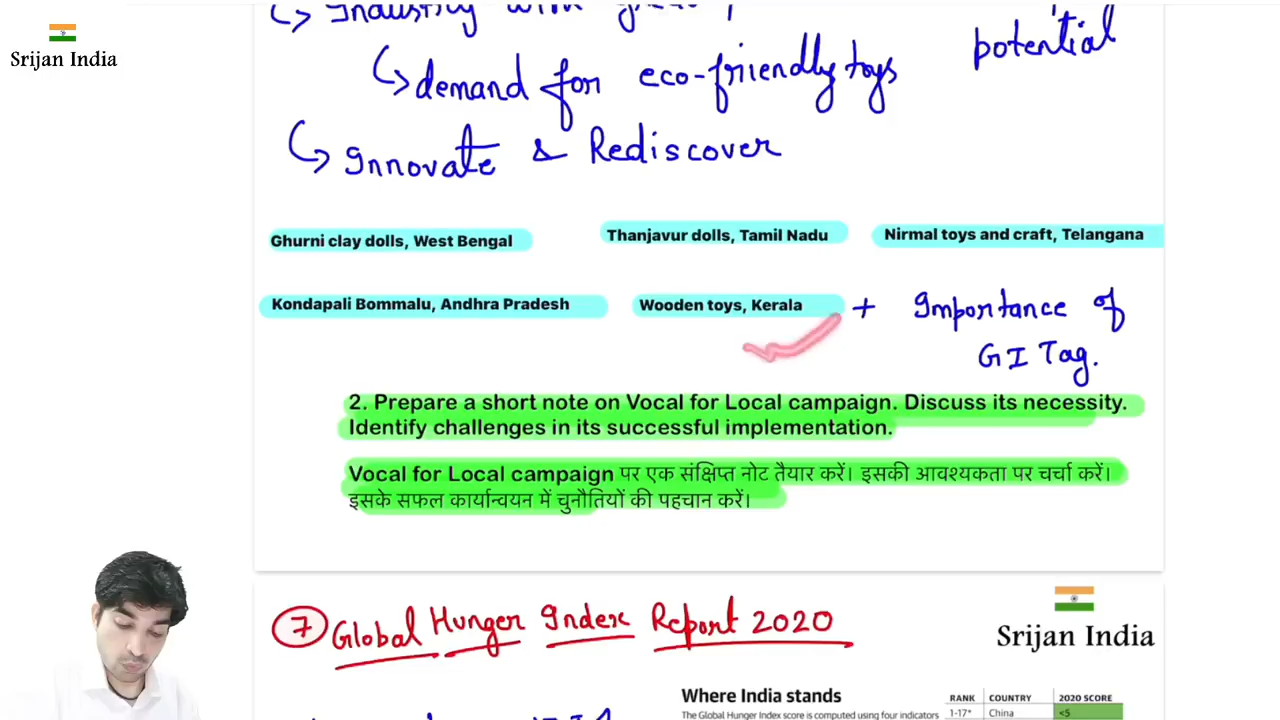 Srijan India
↳ Industry with great
potential
↳ demand for eco-friendly toys
↳ Innovate & Rediscover
Ghurni clay dolls, West Bengal
Thanjavur dolls, Tamil Nadu
Nirmal toys and craft, Telangana
Kondapali Bommalu, Andhra Pradesh
Wooden toys, Kerala
+ Importance of
GI Tag.
2. Prepare a short note on Vocal for Local campaign. Discuss its necessity.
Identify challenges in its successful implementation.
Vocal for Local campaign पर एक संक्षिप्त नोट तैयार करें। इसकी आवश्यकता पर चर्चा करें।
इसके सफल कार्यान्वयन में चुनौतियों की पहचान करें।
7 Global Hunger Index Report 2020
Srijan India
Where India stands
The Global Hunger Index score is computed using four indicators
RANK COUNTRY 2020 SCORE
1-17* China <5